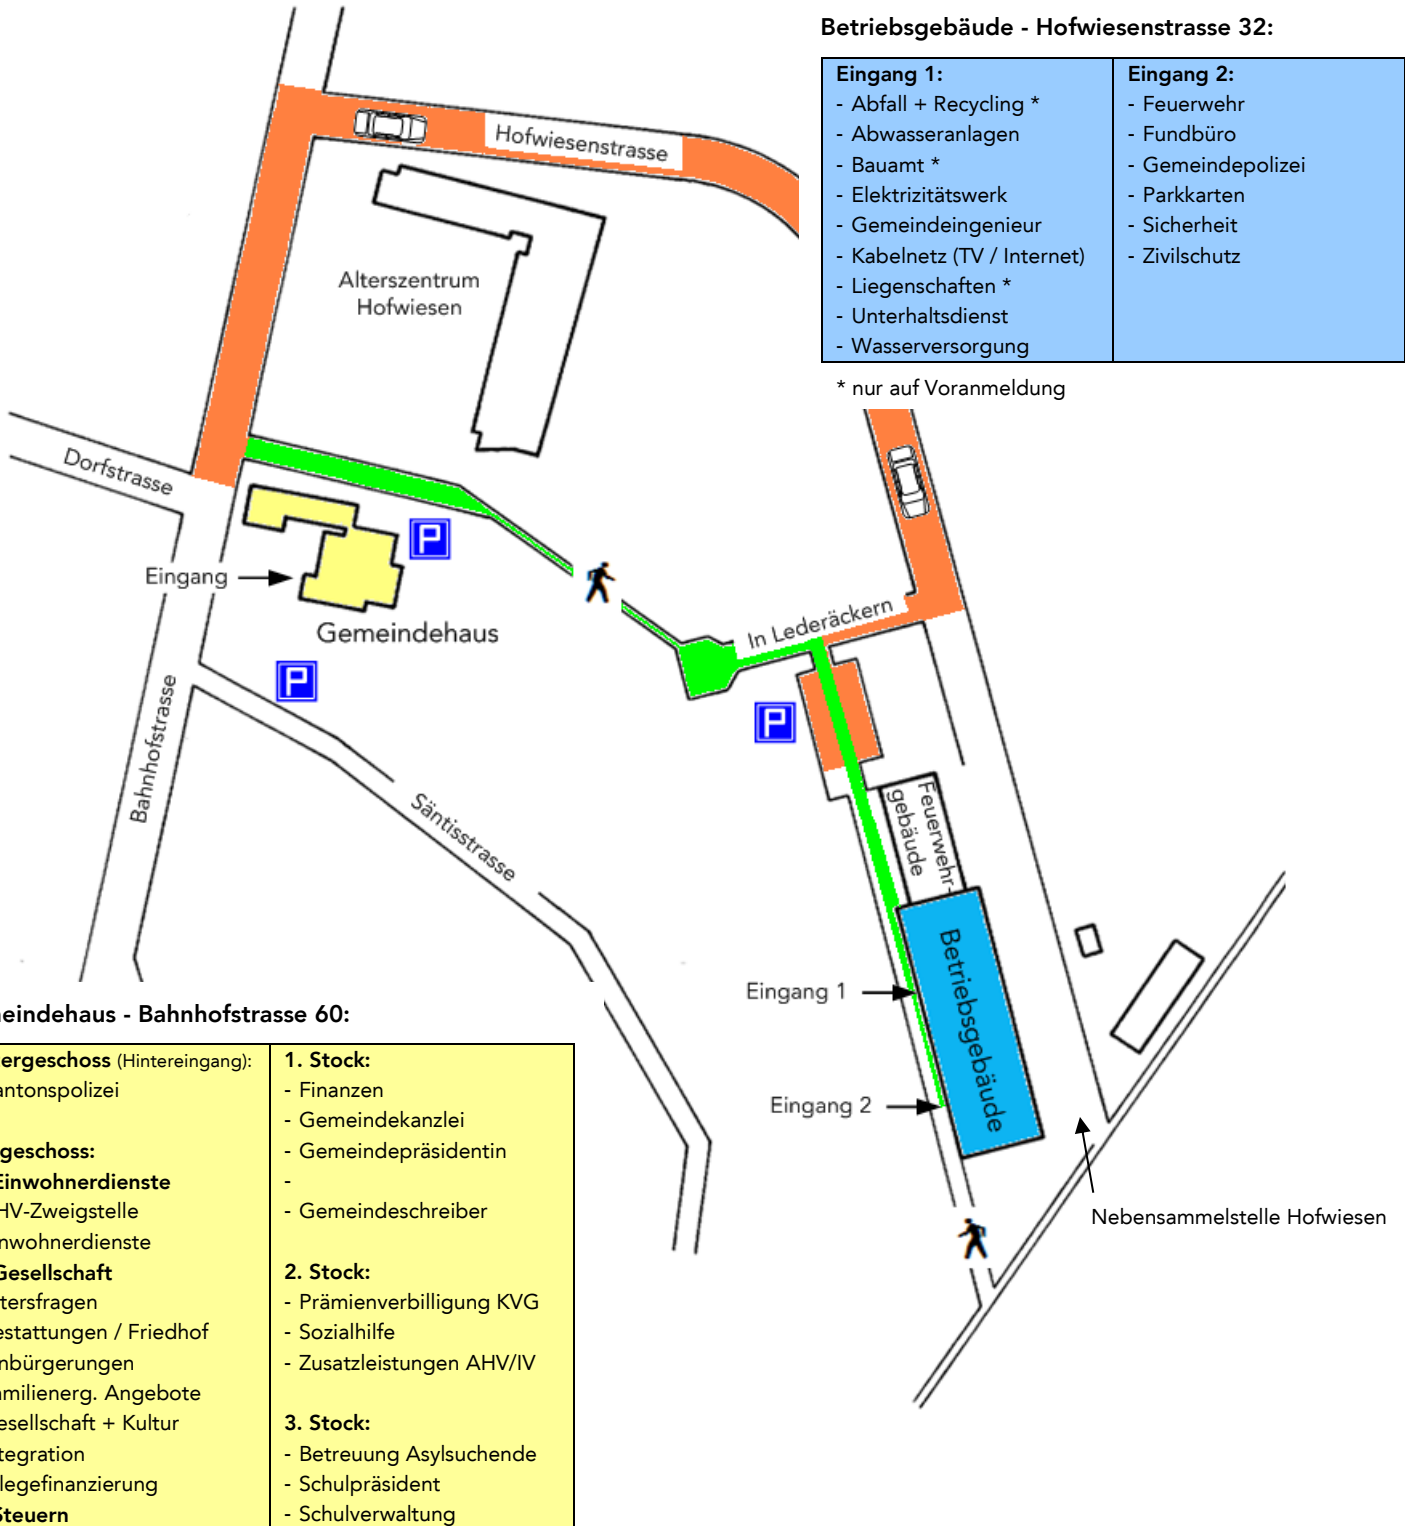 Betriebsgebäude - Hofwiesenstrasse 32:
Eingang 1:
- Abfall + Recycling *
- Abwasseranlagen
- Bauamt *
- Elektrizitätswerk
- Gemeindeingenieur
- Kabelnetz (TV / Internet)
- Liegenschaften *
- Unterhaltsdienst
- Wasserversorgung
Eingang 2:
- Feuerwehr
- Fundbüro
- Gemeindepolizei
- Parkkarten
- Sicherheit
- Zivilschutz
* nur auf Voranmeldung
Hofwiesenstrasse
Alterszentrum
Hofwiesen
Dorfstrasse
P
Eingang
Gemeindehaus
In Lederäckern
P
P
Bahnhofstrasse
Säntisstrasse
Feuerwehr-
gebäude
Betriebsgebäude
Eingang 1
Eingang 2
Nebensammelstelle Hofwiesen
eindehaus - Bahnhofstrasse 60:
ergeschoss (Hintereingang):
antonspolizei
geschoss:
Einwohnerdienste
HV-Zweigstelle
nwohnerdienste
Gesellschaft
tersfragen
estattungen / Friedhof
nbürgerungen
amilienerg. Angebote
esellschaft + Kultur
tegration
legefinanzierung
Steuern
1. Stock:
- Finanzen
- Gemeindekanzlei
- Gemeindepräsidentin
-
- Gemeindeschreiber
2. Stock:
- Prämienverbilligung KVG
- Sozialhilfe
- Zusatzleistungen AHV/IV
3. Stock:
- Betreuung Asylsuchende
- Schulpräsident
- Schulverwaltung